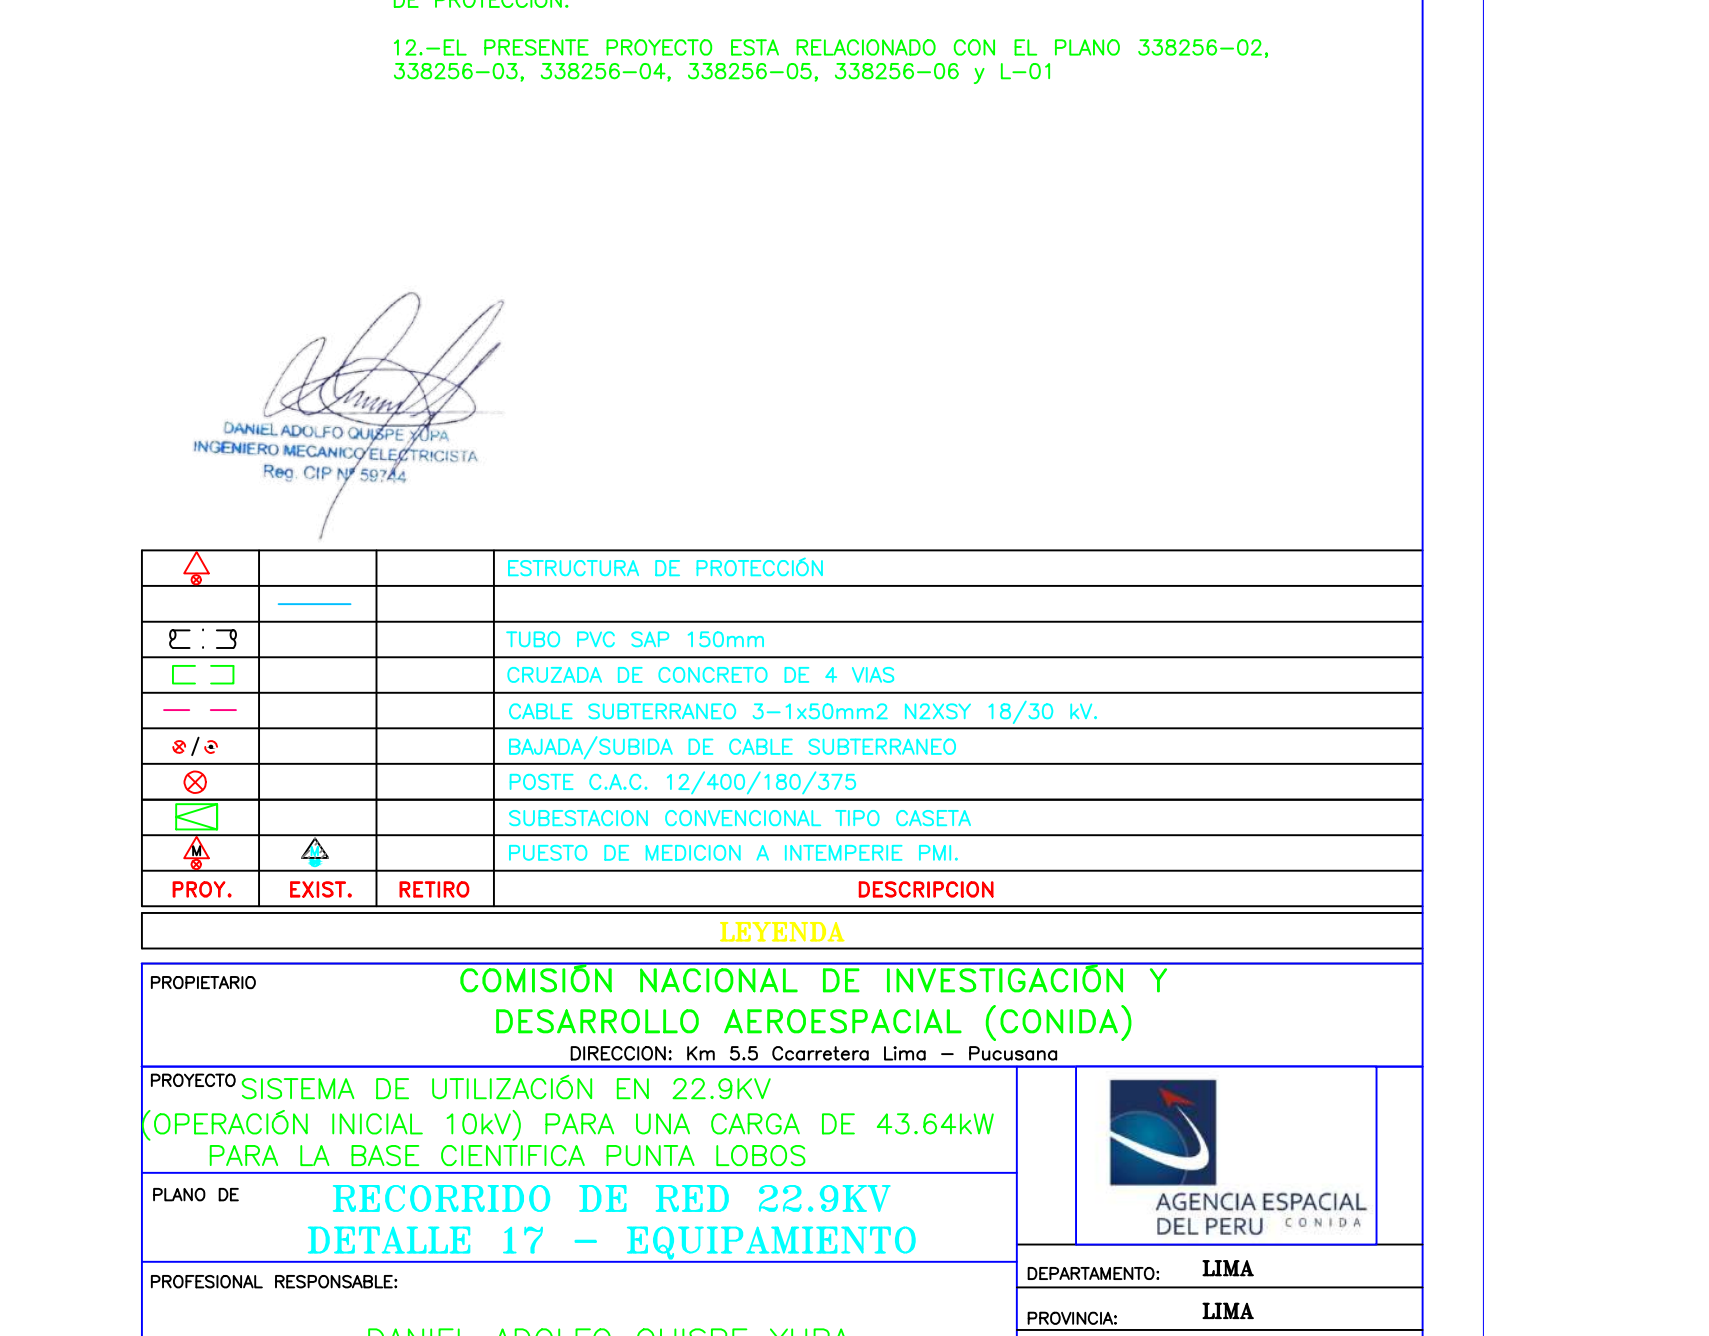 DE PROTECCIÓN.
12.-EL PRESENTE PROYECTO ESTA RELACIONADO CON EL PLANO 338256-02,
338256-03, 338256-04, 338256-05, 338256-06 y L-01
DANIEL ADOLFO QUISPE YUPA
INGENIERO MECANICO ELECTRICISTA
Reg. CIP Nº 59744
ESTRUCTURA DE PROTECCIÓN
TUBO PVC SAP 150mm
CRUZADA DE CONCRETO DE 4 VIAS
CABLE SUBTERRANEO 3-1x50mm2 N2XSY 18/30 kV.
BAJADA/SUBIDA DE CABLE SUBTERRANEO
POSTE C.A.C. 12/400/180/375
SUBESTACION CONVENCIONAL TIPO CASETA
M M PUESTO DE MEDICION A INTEMPERIE PMI.
PROY. EXIST. RETIRO DESCRIPCION
LEYENDA
PROPIETARIO COMISIÓN NACIONAL DE INVESTIGACIÓN Y
DESARROLLO AEROESPACIAL (CONIDA)
DIRECCION: Km 5.5 Ccarretera Lima - Pucusana
PROYECTO SISTEMA DE UTILIZACIÓN EN 22.9KV
(OPERACIÓN INICIAL 10kV) PARA UNA CARGA DE 43.64kW
PARA LA BASE CIENTIFICA PUNTA LOBOS
PLANO DE RECORRIDO DE RED 22.9KV
DETALLE 17 - EQUIPAMIENTO
AGENCIA ESPACIAL
DEL PERU CONIDA
PROFESIONAL RESPONSABLE:
DANIEL ADOLFO QUISPE YUPA
DEPARTAMENTO: LIMA
PROVINCIA: LIMA